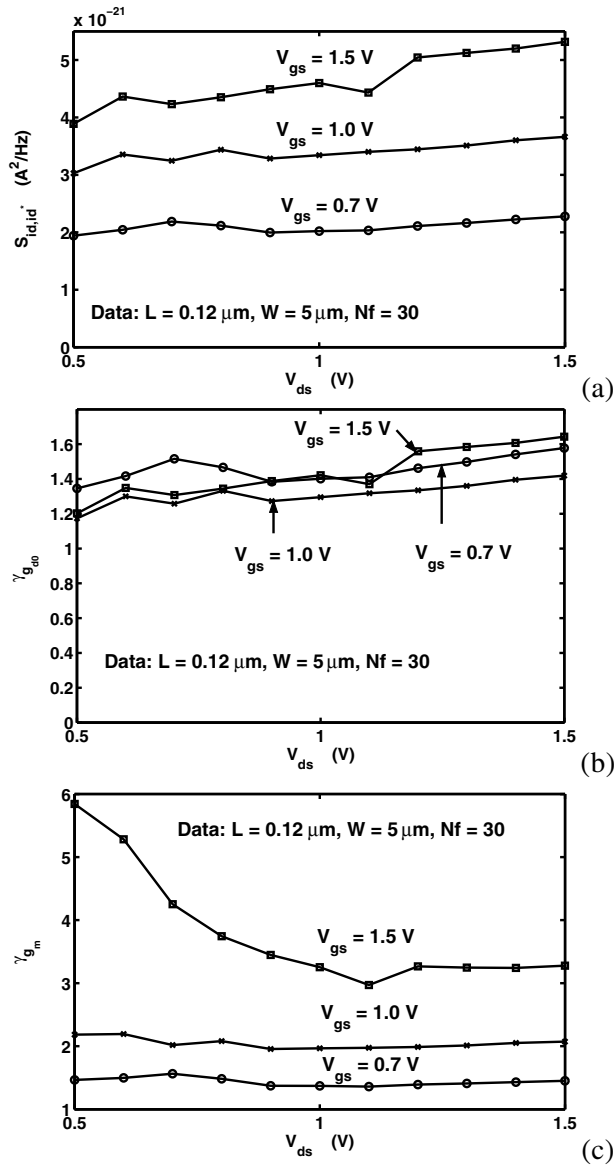 x 10⁻²¹
5
4
3
2
1
0
S_id,id* (A²/Hz)
V_gs = 1.5 V
V_gs = 1.0 V
V_gs = 0.7 V
Data: L = 0.12 μm, W = 5 μm, Nf = 30
0.5 1 1.5
V_ds (V)
(a)
1.6
1.4
1.2
1
0.8
0.6
0.4
0.2
0
γ_g_d0
V_gs = 1.5 V
V_gs = 1.0 V
V_gs = 0.7 V
Data: L = 0.12 μm, W = 5 μm, Nf = 30
0.5 1 1.5
V_ds (V)
(b)
6
5
4
3
2
1
γ_g_m
Data: L = 0.12 μm, W = 5 μm, Nf = 30
V_gs = 1.5 V
V_gs = 1.0 V
V_gs = 0.7 V
0.5 1 1.5
V_ds (V)
(c)